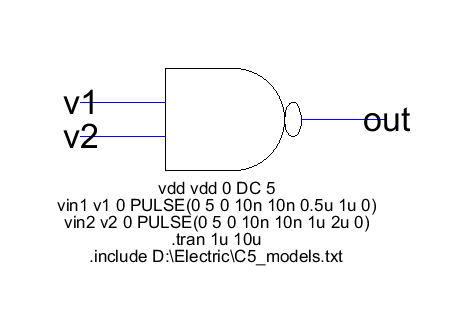 v1
v2
out
vdd vdd 0 DC 5
vin1 v1 0 PULSE(0 5 0 10n 10n 0.5u 1u 0)
vin2 v2 0 PULSE(0 5 0 10n 10n 1u 2u 0)
.tran 1u 10u
.include D:\Electric\C5_models.txt